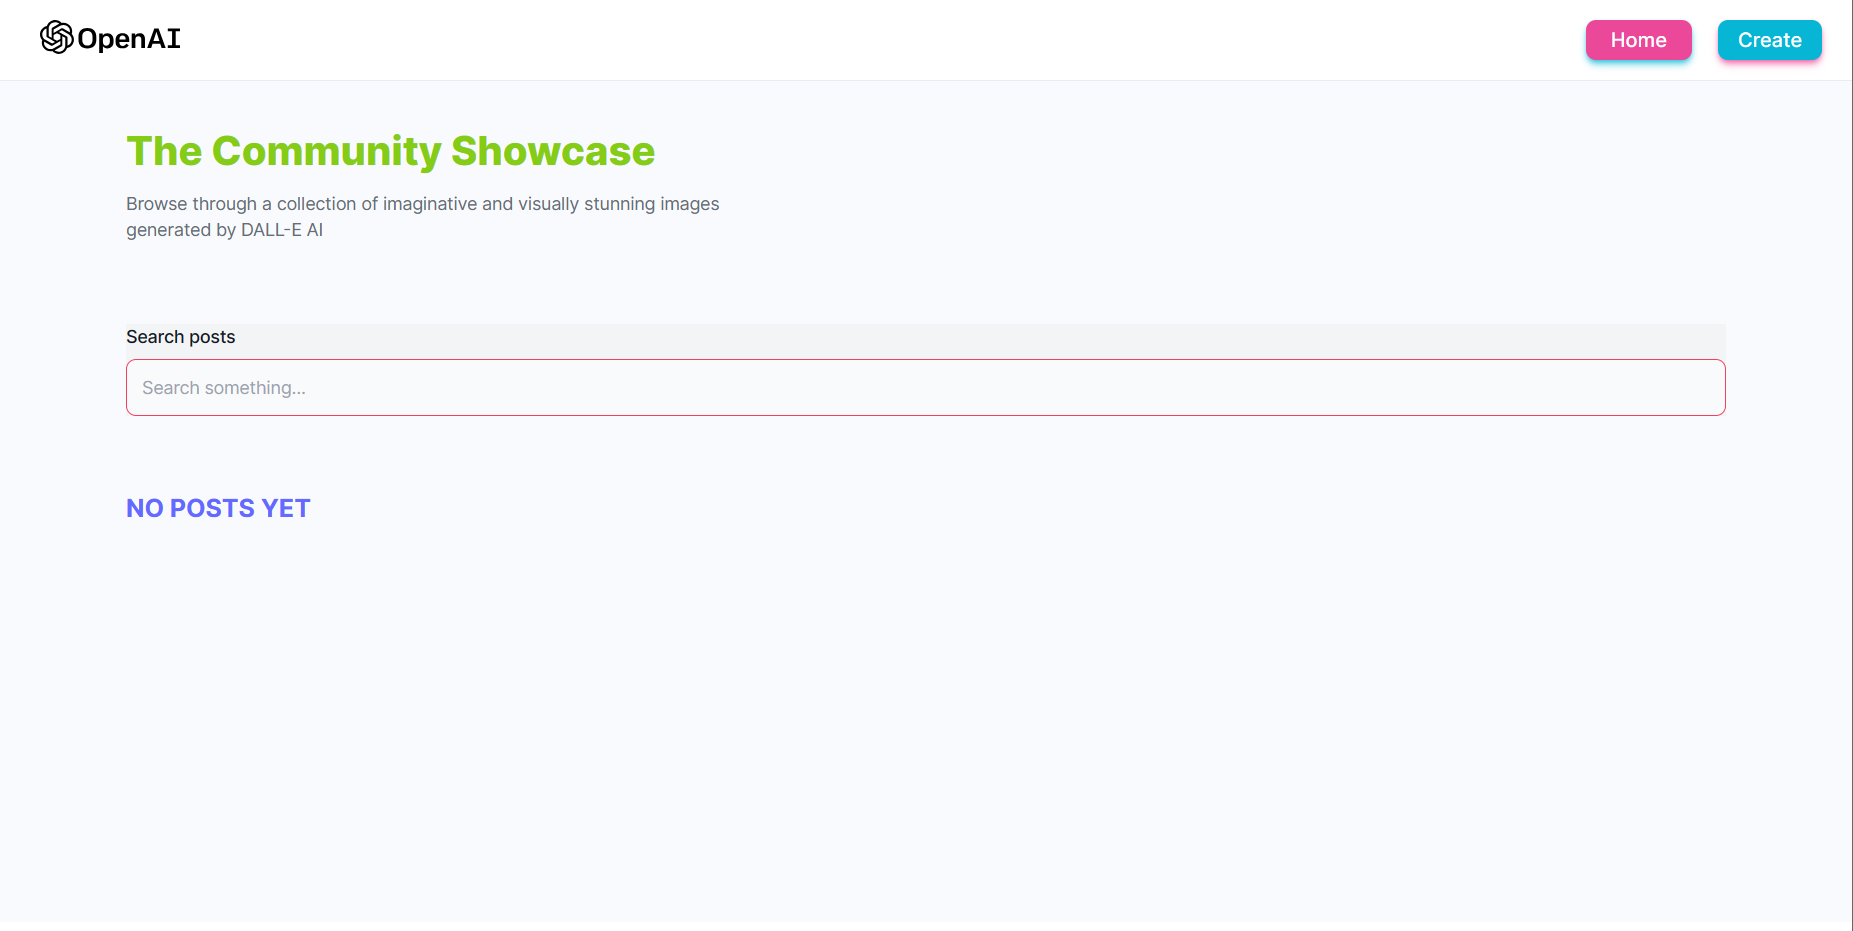 OpenAI
Home
Create
The Community Showcase
Browse through a collection of imaginative and visually stunning images
generated by DALL-E AI
Search posts
Search something...
NO POSTS YET